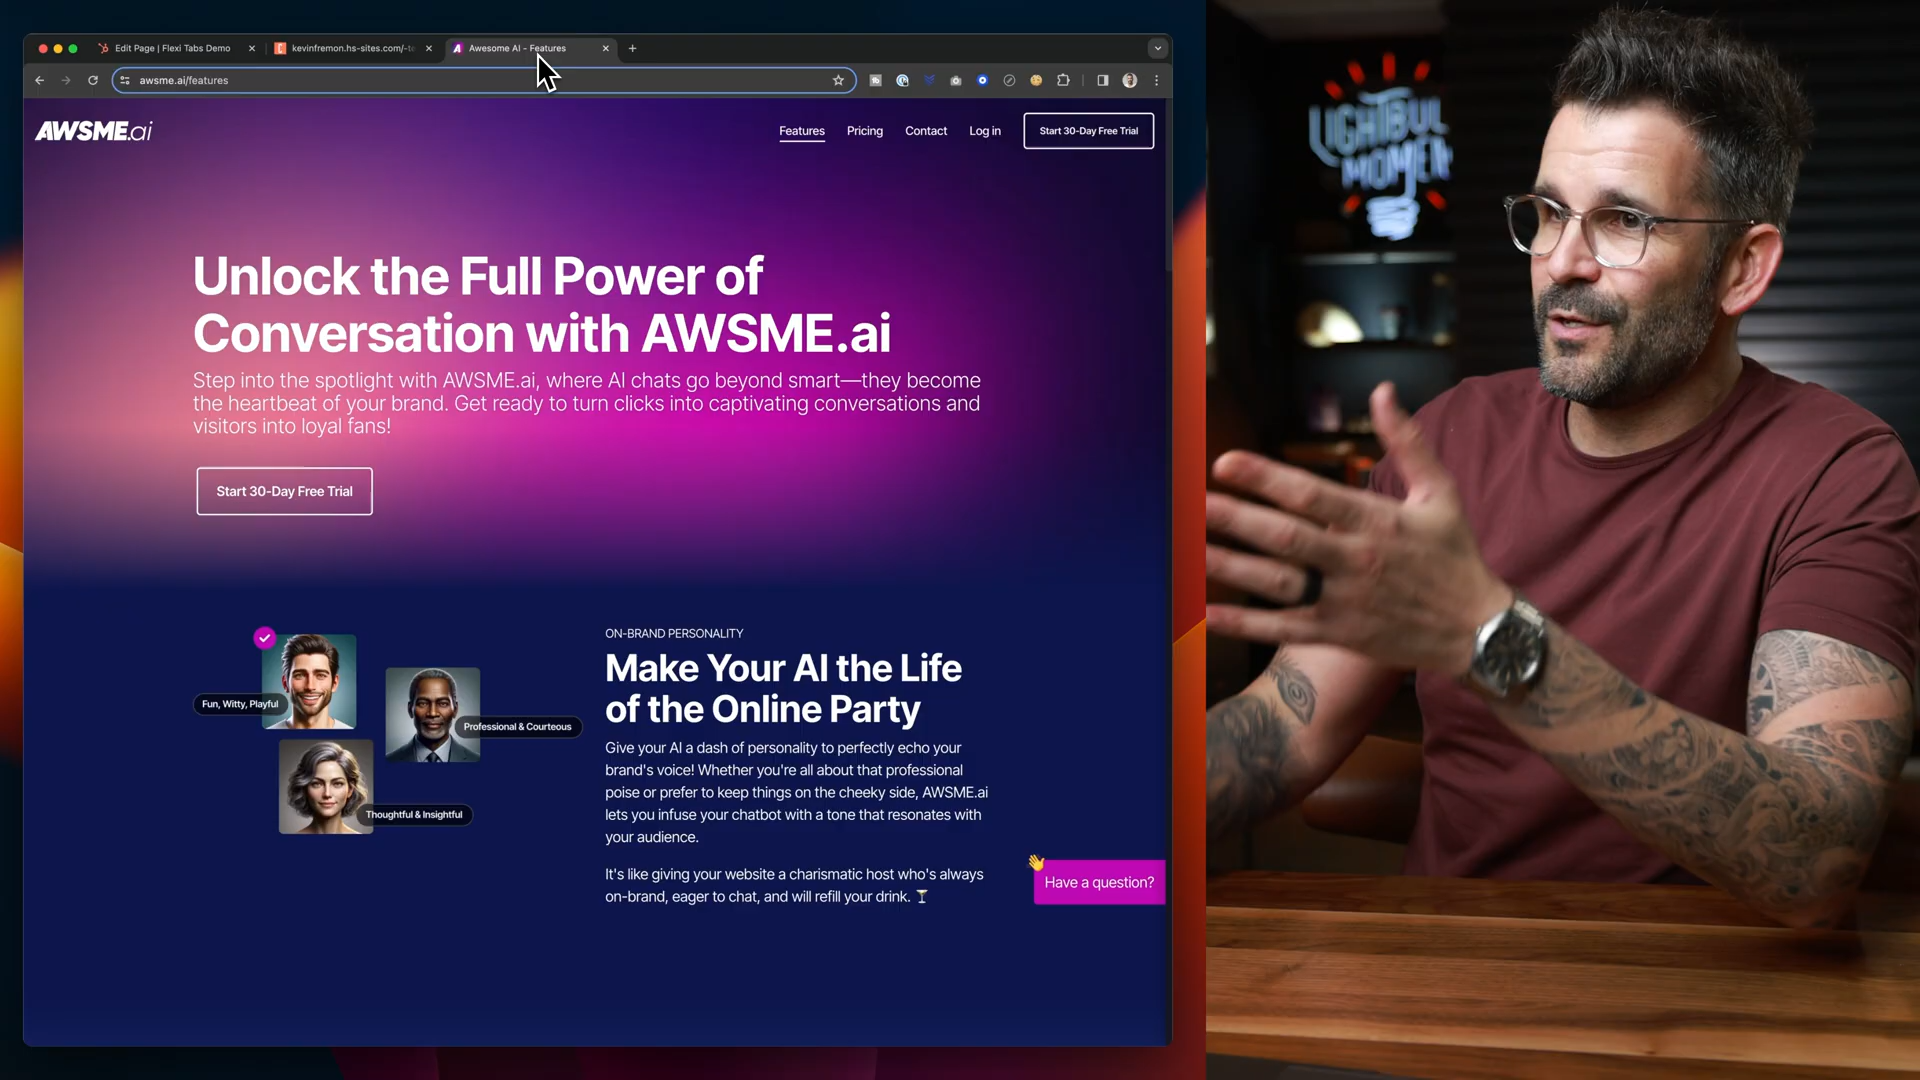 Edit Page | Flexi Tabs Demo
kevinfremon.hs-sites.com/-te
Awesome AI - Features
awsme.ai/features
AWSME.ai
Features
Pricing
Contact
Log in
Start 30-Day Free Trial
Unlock the Full Power of
Conversation with AWSME.ai
Step into the spotlight with AWSME.ai, where AI chats go beyond smart—they become
the heartbeat of your brand. Get ready to turn clicks into captivating conversations and
visitors into loyal fans!
Start 30-Day Free Trial
Fun, Witty, Playful
Professional & Courteous
Thoughtful & Insightful
ON-BRAND PERSONALITY
Make Your AI the Life
of the Online Party
Give your AI a dash of personality to perfectly echo your
brand's voice! Whether you're all about that professional
poise or prefer to keep things on the cheeky side, AWSME.ai
lets you infuse your chatbot with a tone that resonates with
your audience.
It's like giving your website a charismatic host who's always
on-brand, eager to chat, and will refill your drink. 🍸
👋
Have a question?
LIGHTBUL
MOMEN